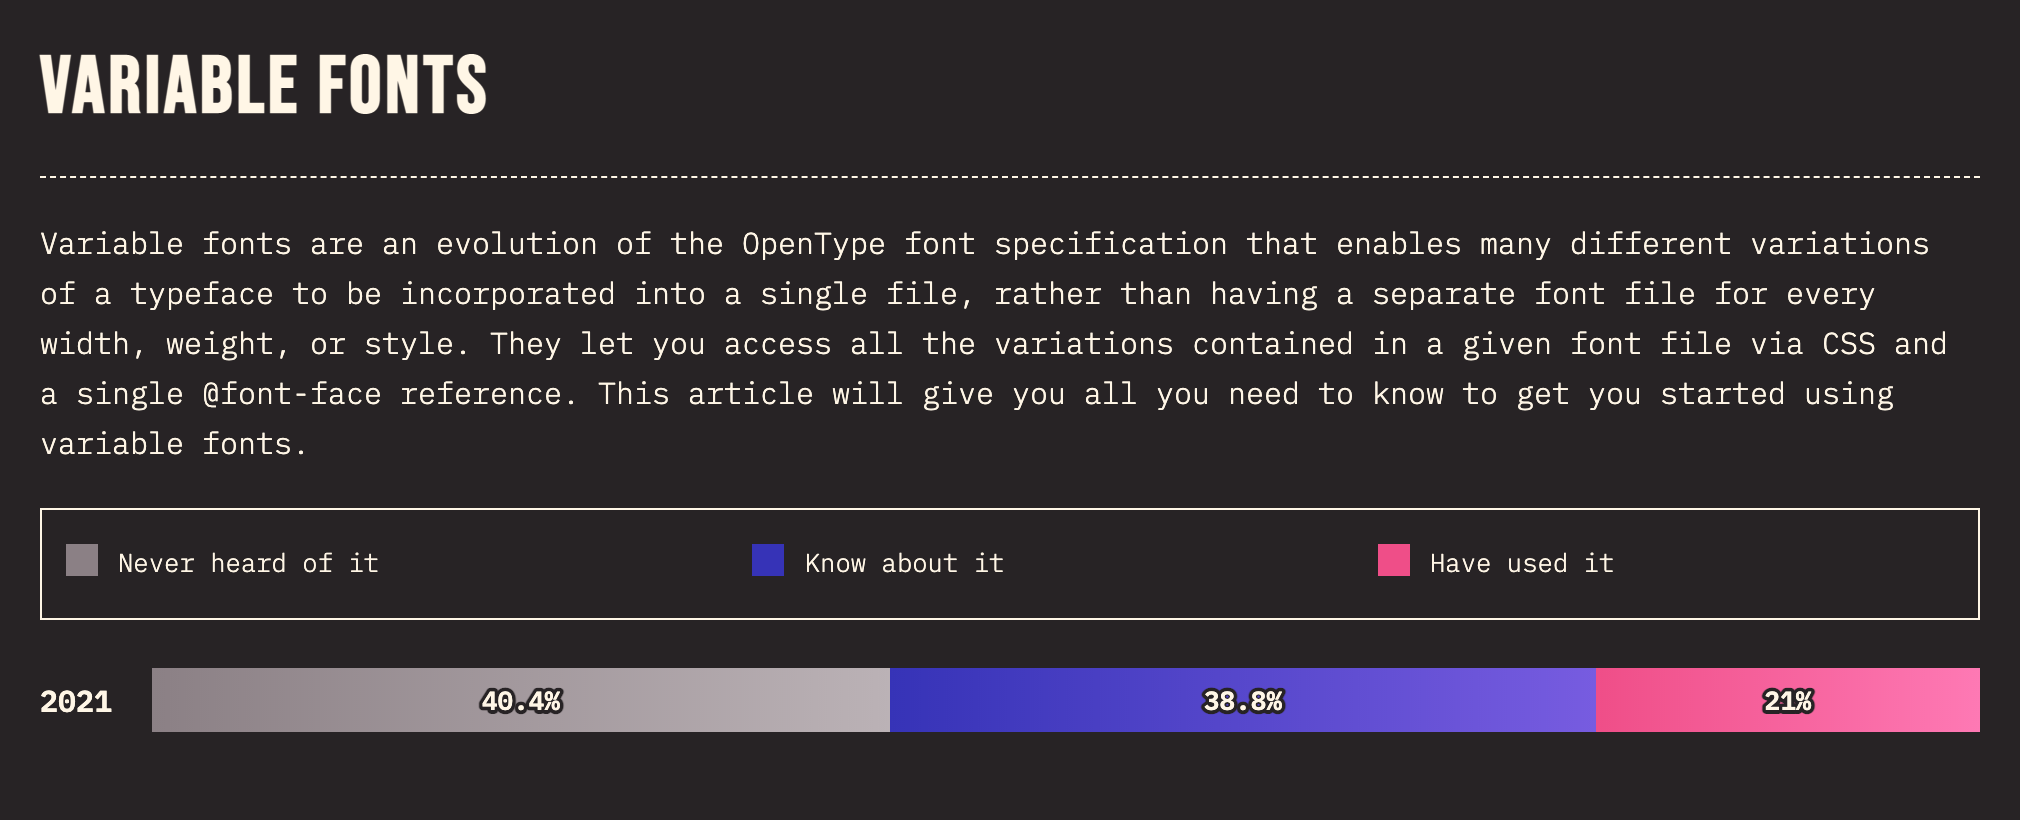 VARIABLE FONTS
Variable fonts are an evolution of the OpenType font specification that enables many different variations
of a typeface to be incorporated into a single file, rather than having a separate font file for every
width, weight, or style. They let you access all the variations contained in a given font file via CSS and
a single @font-face reference. This article will give you all you need to know to get you started using
variable fonts.
Never heard of it Know about it Have used it
2021 40.4% 38.8% 21%